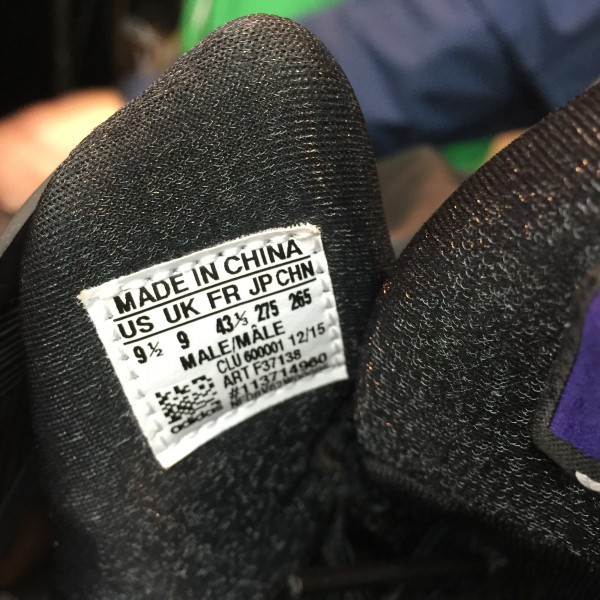 MADE IN CHINA
US UK FR JP CHN
9½ 9 43⅓ 275 265
MALE/MÂLE
CLU 600001 12/15
ART F37138
#113714960
adidas